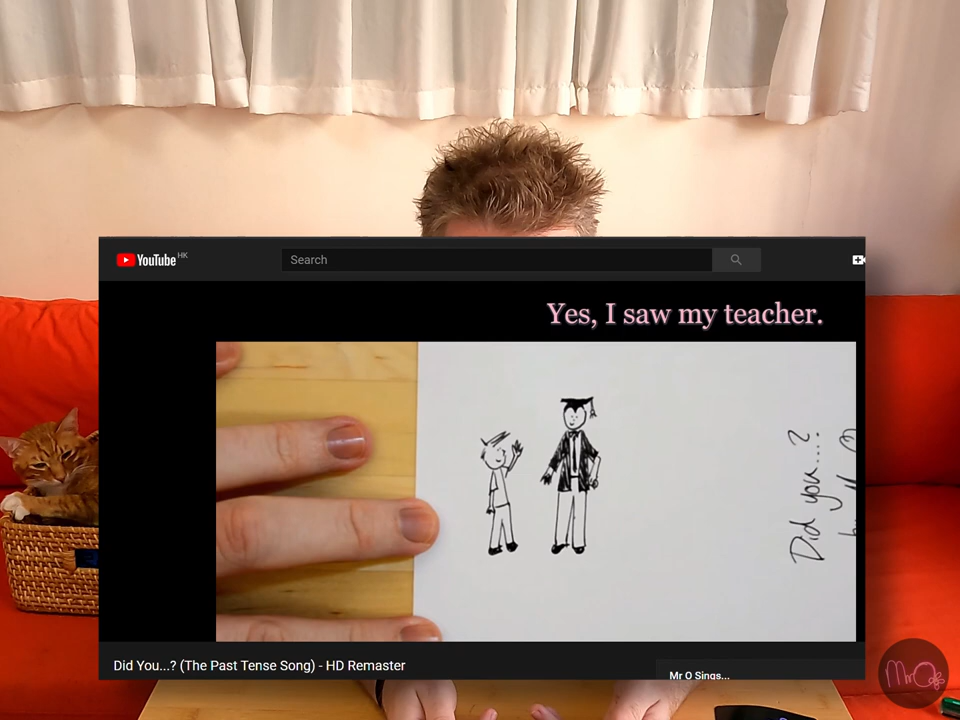 YouTube HK
Search
Yes, I saw my teacher.
Did you...?
Did You...? (The Past Tense Song) - HD Remaster
Mr O Sings...
Mr O